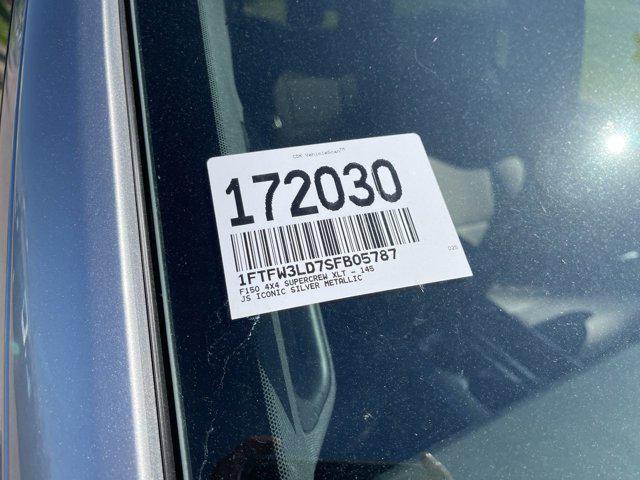 CDK VehicleScan™
172030
1FTFW3LD7SFB05787
F150 4X4 SUPERCREW XLT - 145
JS ICONIC SILVER METALLIC